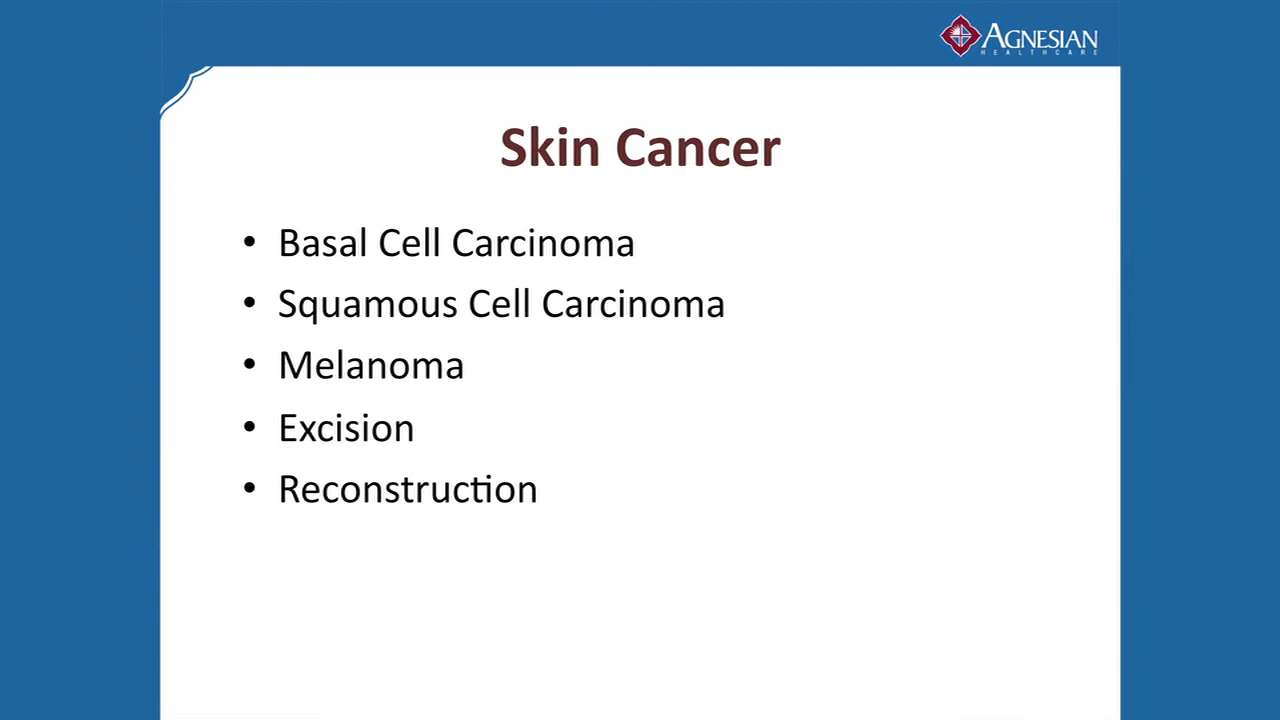 AGNESIAN
HEALTHCARE
Skin Cancer
• Basal Cell Carcinoma
• Squamous Cell Carcinoma
• Melanoma
• Excision
• Reconstruction